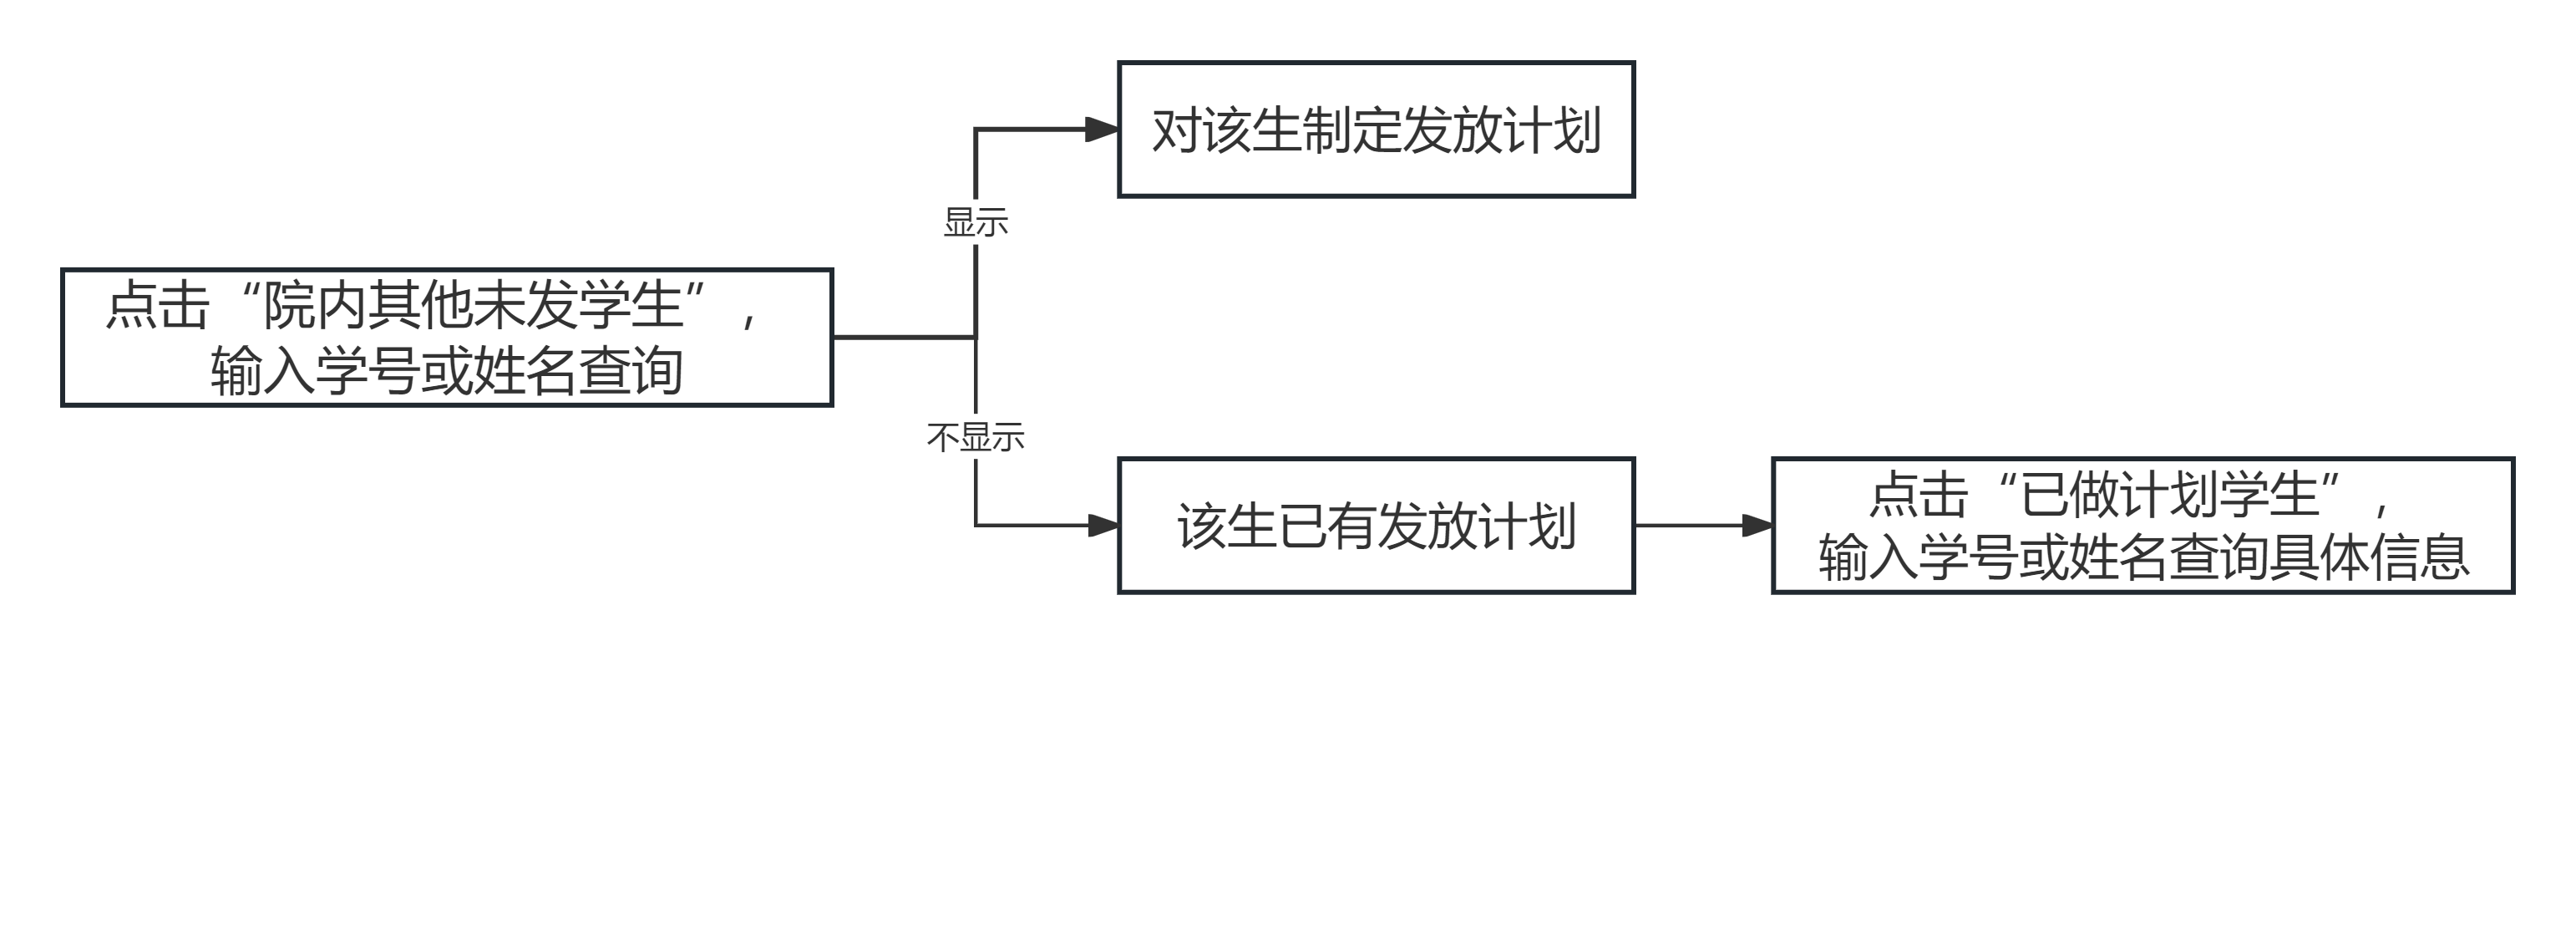 对该生制定发放计划
显示
点击“院内其他未发学生”，
输入学号或姓名查询
不显示
该生已有发放计划
点击“已做计划学生”，
输入学号或姓名查询具体信息